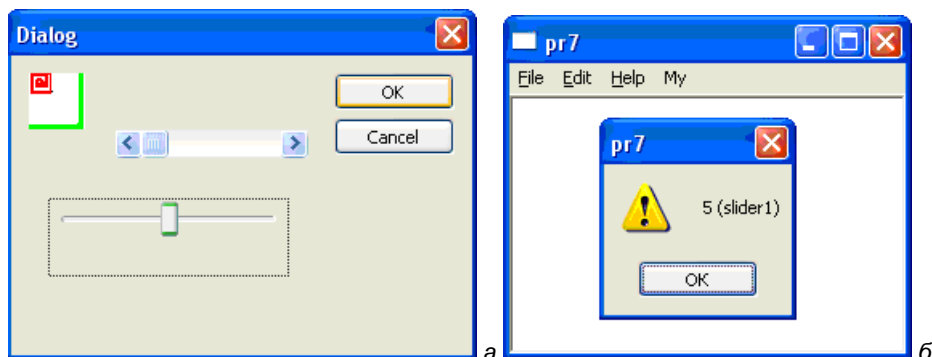 Dialog
OK
Cancel
а
pr7
File Edit Help My
pr7
5 (slider1)
OK
б